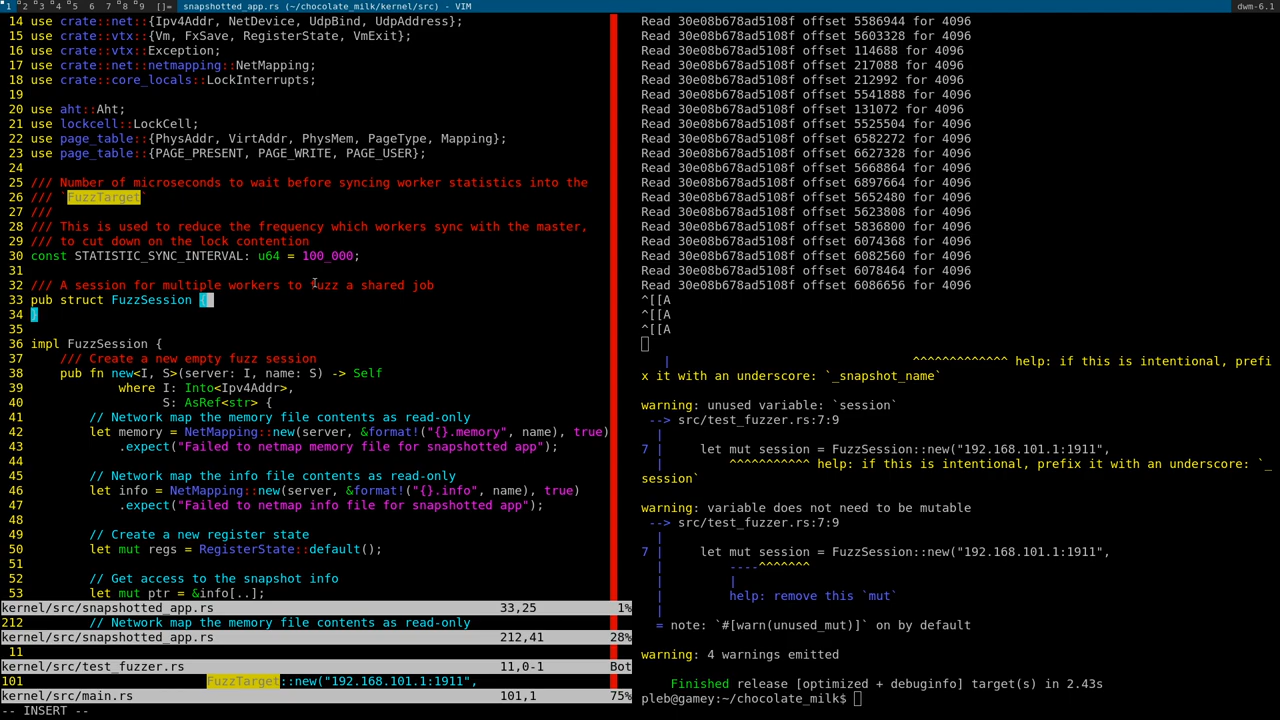 1 2 3 4 5 6 7 8 9 []= snapshotted_app.rs (~/chocolate_milk/kernel/src) - VIM dwm-6.1
14 use crate::net::{Ipv4Addr, NetDevice, UdpBind, UdpAddress};
15 use crate::vtx::{Vm, FxSave, RegisterState, VmExit};
16 use crate::vtx::Exception;
17 use crate::net::netmapping::NetMapping;
18 use crate::core_locals::LockInterrupts;
19
20 use aht::Aht;
21 use lockcell::LockCell;
22 use page_table::{PhysAddr, VirtAddr, PhysMem, PageType, Mapping};
23 use page_table::{PAGE_PRESENT, PAGE_WRITE, PAGE_USER};
24
25 /// Number of microseconds to wait before syncing worker statistics into the
26 /// `FuzzTarget`
27 ///
28 /// This is used to reduce the frequency which workers sync with the master,
29 /// to cut down on the lock contention
30 const STATISTIC_SYNC_INTERVAL: u64 = 100_000;
31
32 /// A session for multiple workers to fuzz a shared job
33 pub struct FuzzSession {
34 }
35
36 impl FuzzSession {
37     /// Create a new empty fuzz session
38     pub fn new<I, S>(server: I, name: S) -> Self
39             where I: Into<Ipv4Addr>,
40                   S: AsRef<str> {
41         // Network map the memory file contents as read-only
42         let memory = NetMapping::new(server, &format!("{}.memory", name), true)
43             .expect("Failed to netmap memory file for snapshotted app");
44
45         // Network map the info file contents as read-only
46         let info = NetMapping::new(server, &format!("{}.info", name), true)
47             .expect("Failed to netmap info file for snapshotted app");
48
49         // Create a new register state
50         let mut regs = RegisterState::default();
51
52         // Get access to the snapshot info
53         let mut ptr = &info[..];
kernel/src/snapshotted_app.rs 33,25 1%
212         // Network map the memory file contents as read-only
kernel/src/snapshotted_app.rs 212,41 28%
11
kernel/src/test_fuzzer.rs 11,0-1 Bot
101                         FuzzTarget::new("192.168.101.1:1911",
kernel/src/main.rs 101,1 75%
-- INSERT --
Read 30e08b678ad5108f offset 5586944 for 4096
Read 30e08b678ad5108f offset 5603328 for 4096
Read 30e08b678ad5108f offset 114688 for 4096
Read 30e08b678ad5108f offset 217088 for 4096
Read 30e08b678ad5108f offset 212992 for 4096
Read 30e08b678ad5108f offset 5541888 for 4096
Read 30e08b678ad5108f offset 131072 for 4096
Read 30e08b678ad5108f offset 5525504 for 4096
Read 30e08b678ad5108f offset 6582272 for 4096
Read 30e08b678ad5108f offset 6627328 for 4096
Read 30e08b678ad5108f offset 5668864 for 4096
Read 30e08b678ad5108f offset 6897664 for 4096
Read 30e08b678ad5108f offset 5652480 for 4096
Read 30e08b678ad5108f offset 5623808 for 4096
Read 30e08b678ad5108f offset 5836800 for 4096
Read 30e08b678ad5108f offset 6074368 for 4096
Read 30e08b678ad5108f offset 6082560 for 4096
Read 30e08b678ad5108f offset 6078464 for 4096
Read 30e08b678ad5108f offset 6086656 for 4096
^[[A
^[[A
^[[A
|                                 ^^^^^^^^^^^^^ help: if this is intentional, prefi
x it with an underscore: `_snapshot_name`
warning: unused variable: `session`
--> src/test_fuzzer.rs:7:9
|
7 |     let mut session = FuzzSession::new("192.168.101.1:1911",
|         ^^^^^^^^^^^ help: if this is intentional, prefix it with an underscore: `_
session`
warning: variable does not need to be mutable
--> src/test_fuzzer.rs:7:9
|
7 |     let mut session = FuzzSession::new("192.168.101.1:1911",
|         ----^^^^^^^
|         |
|         help: remove this `mut`
|
= note: `#[warn(unused_mut)]` on by default
warning: 4 warnings emitted
Finished release [optimized + debuginfo] target(s) in 2.43s
pleb@gamey:~/chocolate_milk$